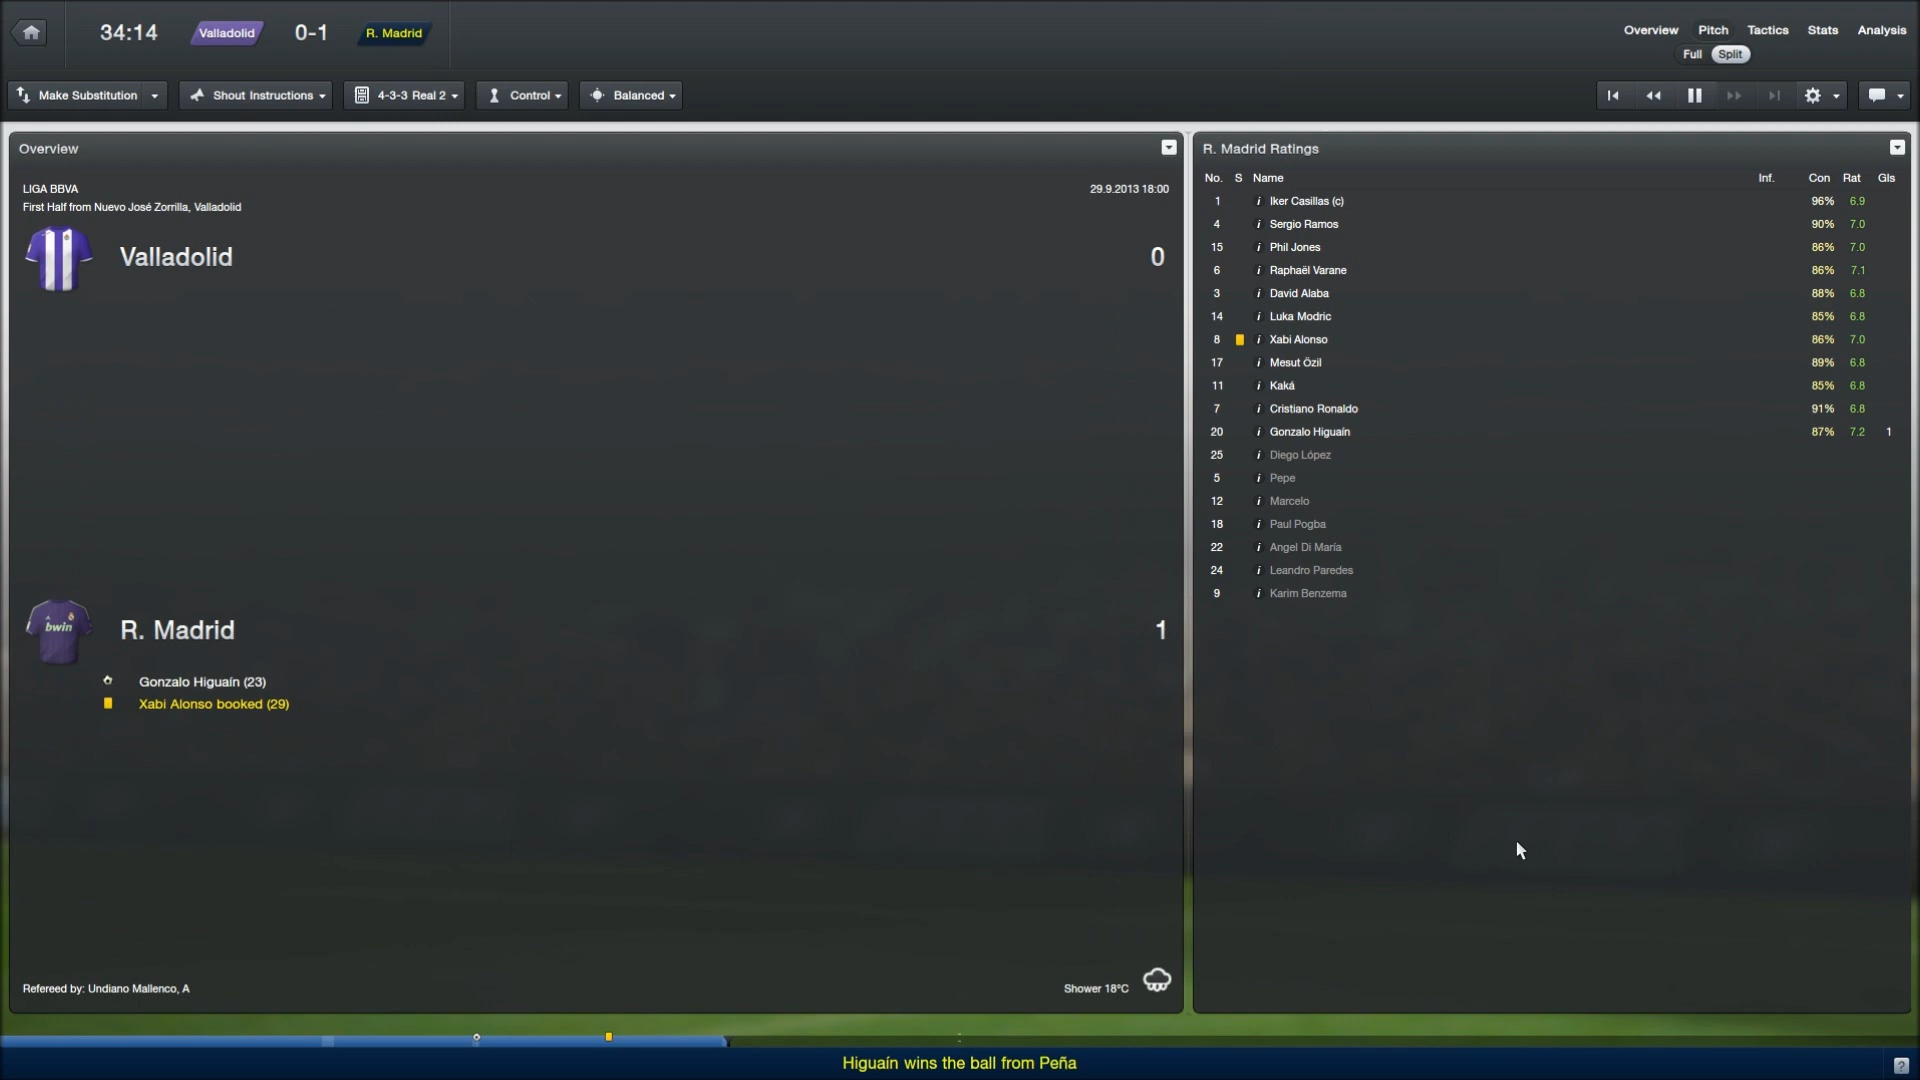 34:14 Valladolid 0-1 R. Madrid
Overview Pitch Tactics Stats Analysis
Full Split
Make Substitution Shout Instructions 4-3-3 Real 2 Control Balanced
Overview
LIGA BBVA 29.9.2013 18:00
First Half from Nuevo José Zorrilla, Valladolid
Valladolid 0
bwin
R. Madrid 1
Gonzalo Higuaín (23)
Xabi Alonso booked (29)
Refereed by: Undiano Mallenco, A Shower 18°C
R. Madrid Ratings
No. S Name Inf. Con Rat Gls
1 i Iker Casillas (c) 96% 6.9
4 i Sergio Ramos 90% 7.0
15 i Phil Jones 86% 7.0
6 i Raphaël Varane 86% 7.1
3 i David Alaba 88% 6.8
14 i Luka Modric 85% 6.8
8 i Xabi Alonso 86% 7.0
17 i Mesut Özil 89% 6.8
11 i Kaká 85% 6.8
7 i Cristiano Ronaldo 91% 6.8
20 i Gonzalo Higuaín 87% 7.2 1
25 i Diego López
5 i Pepe
12 i Marcelo
18 i Paul Pogba
22 i Angel Di María
24 i Leandro Paredes
9 i Karim Benzema
Higuaín wins the ball from Peña
?